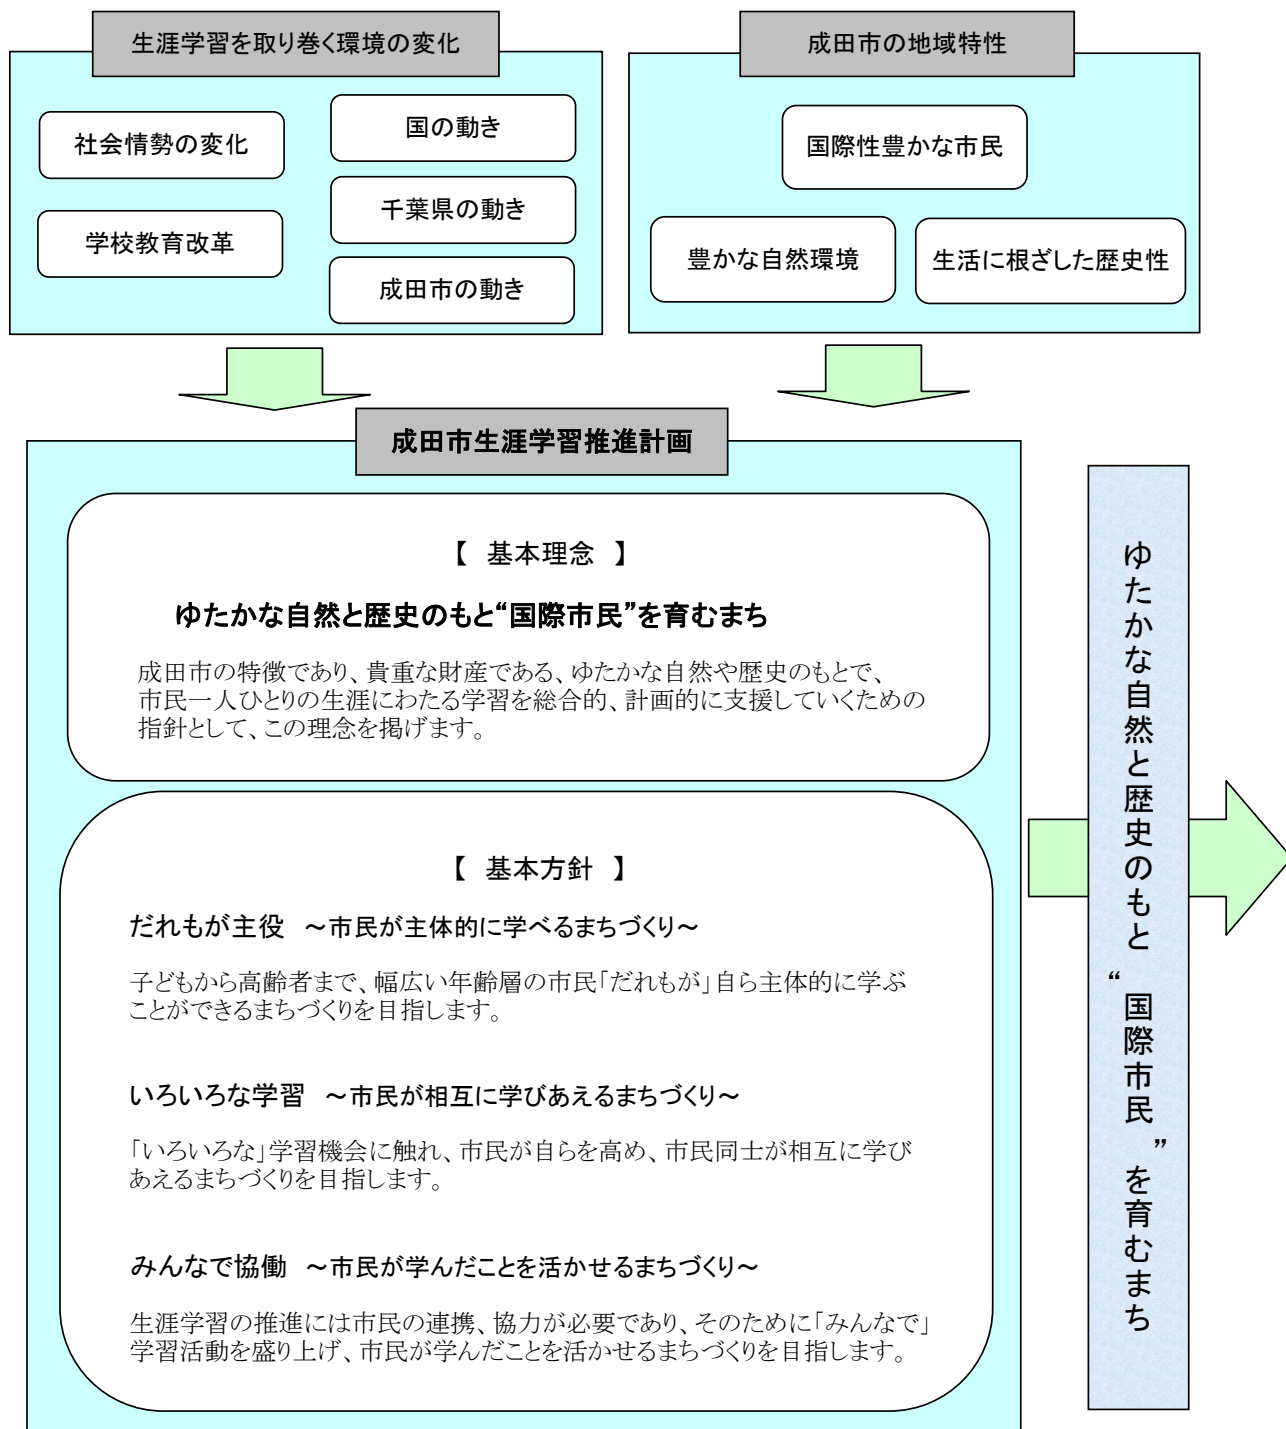 生涯学習を取り巻く環境の変化
社会情勢の変化
学校教育改革
国の動き
千葉県の動き
成田市の動き
成田市の地域特性
国際性豊かな市民
豊かな自然環境
生活に根ざした歴史性
成田市生涯学習推進計画
【 基本理念 】
ゆたかな自然と歴史のもと“国際市民”を育むまち
成田市の特徴であり、貴重な財産である、ゆたかな自然や歴史のもとで、
市民一人ひとりの生涯にわたる学習を総合的、計画的に支援していくための
指針として、この理念を掲げます。
【 基本方針 】
だれもが主役 ～市民が主体的に学べるまちづくり～
子どもから高齢者まで、幅広い年齢層の市民「だれもが」自ら主体的に学ぶ
ことができるまちづくりを目指します。
いろいろな学習 ～市民が相互に学びあえるまちづくり～
「いろいろな」学習機会に触れ、市民が自らを高め、市民同士が相互に学び
あえるまちづくりを目指します。
みんなで協働 ～市民が学んだことを活かせるまちづくり～
生涯学習の推進には市民の連携、協力が必要であり、そのために「みんなで」
学習活動を盛り上げ、市民が学んだことを活かせるまちづくりを目指します。
ゆたかな自然と歴史のもと“国際市民”を育むまち